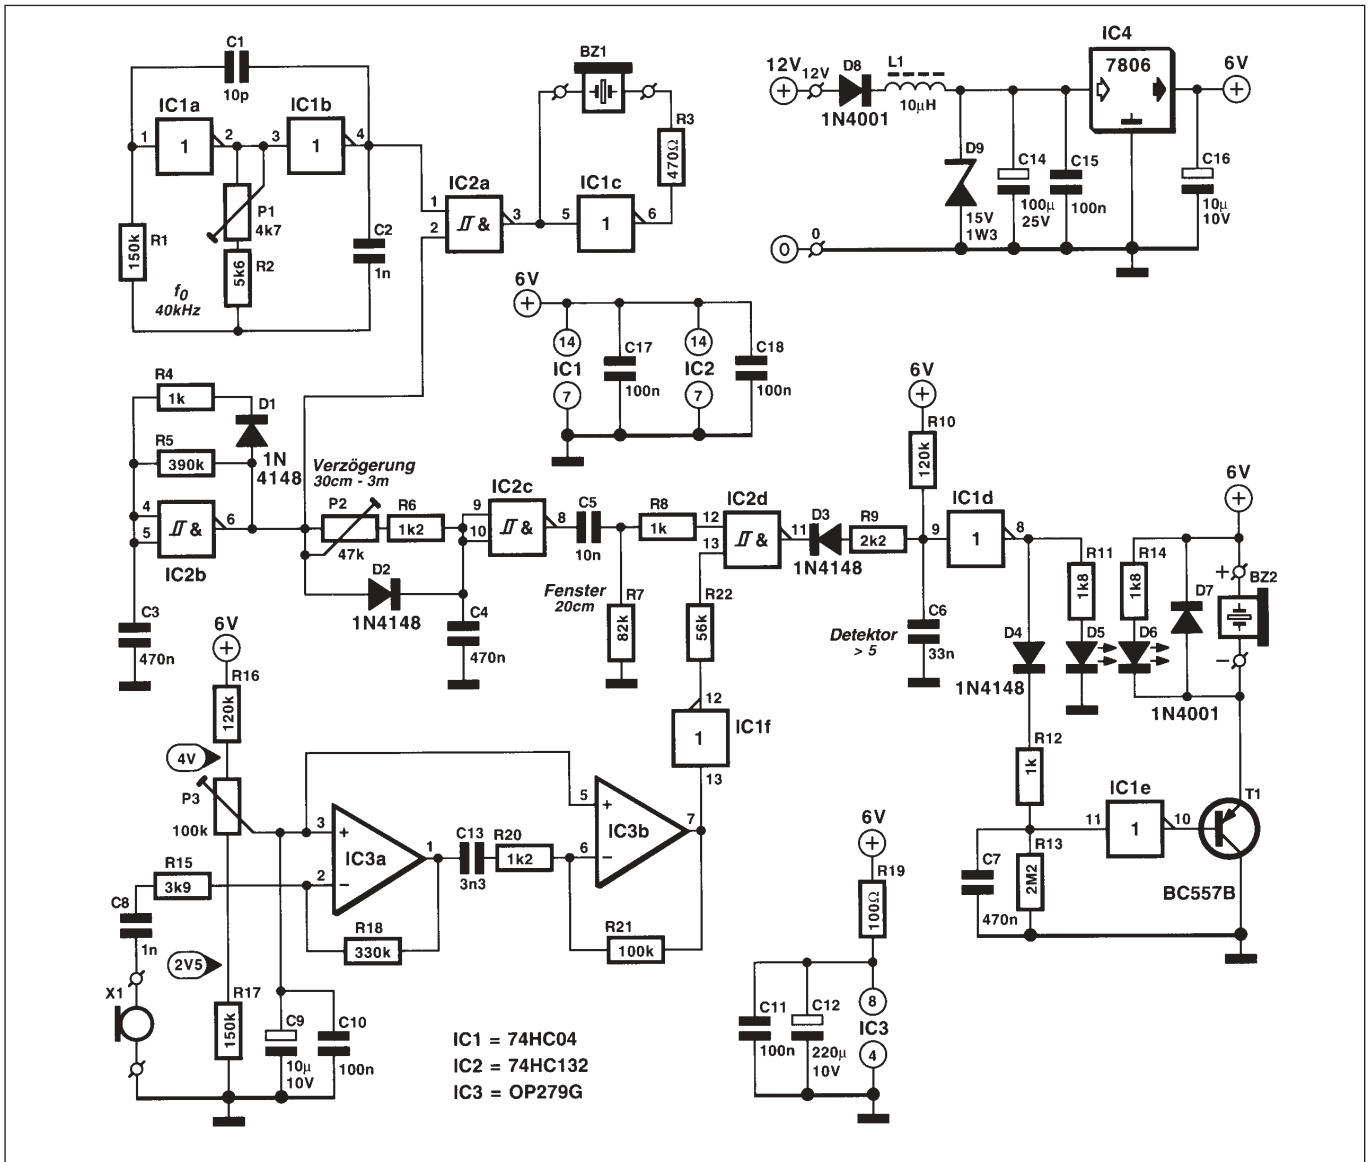 C1
10p
IC1a
1
1
2
3
IC1b
1
4
P1
4k7
R1
150k
R2
5k6
f0
40kHz
C2
1n
IC2a
1
2
&
3
BZ1
R3
470Ω
IC1c
5
1
6
12V
12V
D8
1N4001
L1
10µH
IC4
7806
6V
D9
15V
1W3
C14
100µ
25V
C15
100n
C16
10µ
10V
0
0
6V
14
IC1
7
C17
100n
14
IC2
7
C18
100n
R4
1k
D1
1N
4148
R5
390k
4
5
&
6
IC2b
C3
470n
Verzögerung
30cm - 3m
P2
47k
R6
1k2
D2
1N4148
C4
470n
IC2c
9
10
&
8
C5
10n
R8
1k
Fenster
20cm
R7
82k
IC2d
12
13
&
11
D3
1N4148
R9
2k2
6V
R10
120k
9
IC1d
1
8
Detektor
> 5
C6
33n
R22
56k
12
1
IC1f
13
D4
1N4148
R11
1k8
D5
R14
1k8
D6
D7
1N4001
6V
+
BZ2
−
R12
1k
C7
470n
R13
2M2
11
IC1e
1
10
T1
BC557B
6V
R16
120k
4V
P3
100k
R15
3k9
C8
1n
2V5
X1
R17
150k
C9
10µ
10V
C10
100n
3
+
2
−
IC3a
1
R18
330k
C13
3n3
R20
1k2
5
+
6
−
IC3b
7
R21
100k
6V
R19
100Ω
C11
100n
C12
220µ
10V
8
IC3
4
IC1 = 74HC04
IC2 = 74HC132
IC3 = OP279G